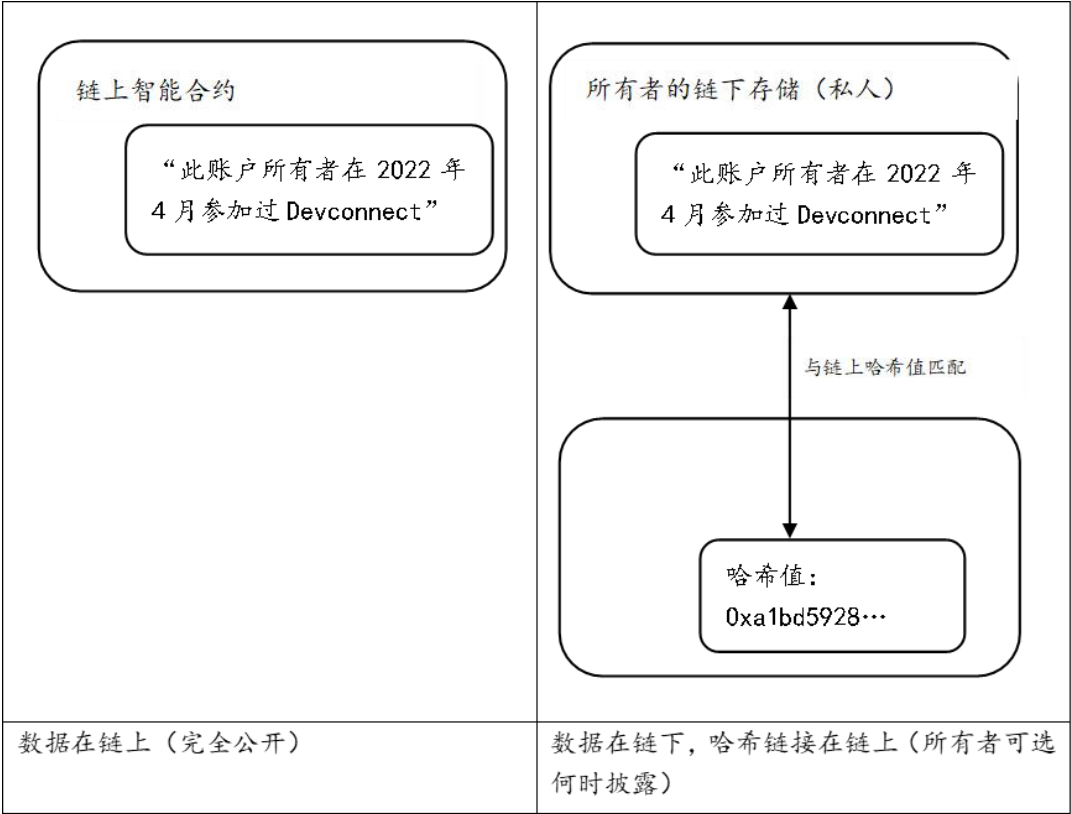 链上智能合约
“此账户所有者在 2022 年
4 月参加过 Devconnect”
数据在链上（完全公开）
所有者的链下存储（私人）
“此账户所有者在 2022 年
4 月参加过 Devconnect”
与链上哈希值匹配
哈希值：
0xa1bd5928…
数据在链下，哈希链接在链上（所有者可选
何时披露）